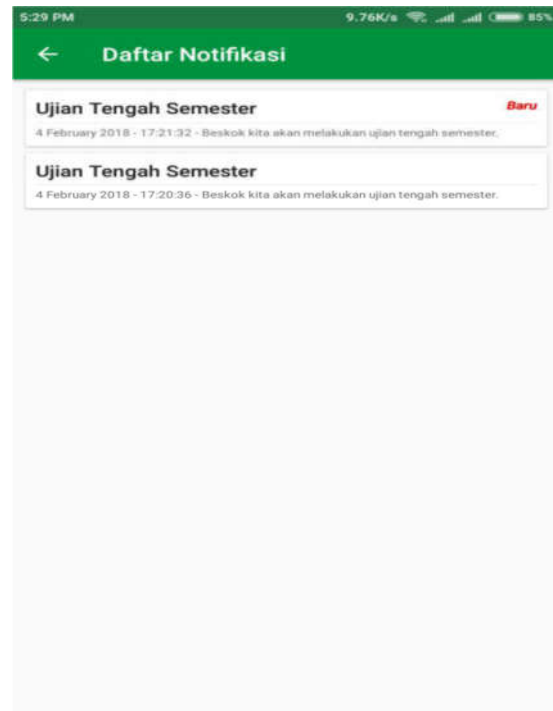 5:29 PM 9.76K/s 85%
Daftar Notifikasi
Ujian Tengah Semester Baru
4 February 2018 - 17:21:32 - Beskok kita akan melakukan ujian tengah semester.
Ujian Tengah Semester
4 February 2018 - 17:20:36 - Beskok kita akan melakukan ujian tengah semester.